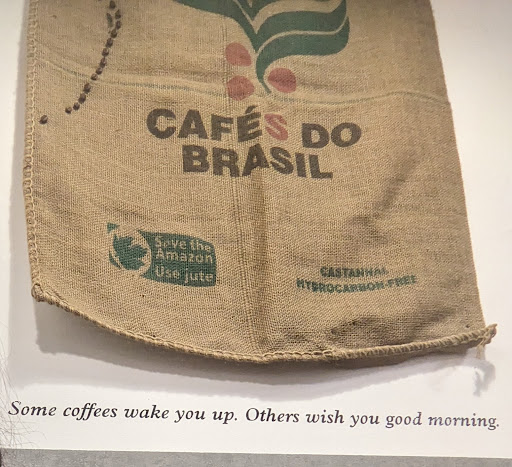 CAFÉS DO
BRASIL
Save the
Amazon
Use jute
CASTANHAL
HYDROCARBON-FREE
Some coffees wake you up. Others wish you good morning.